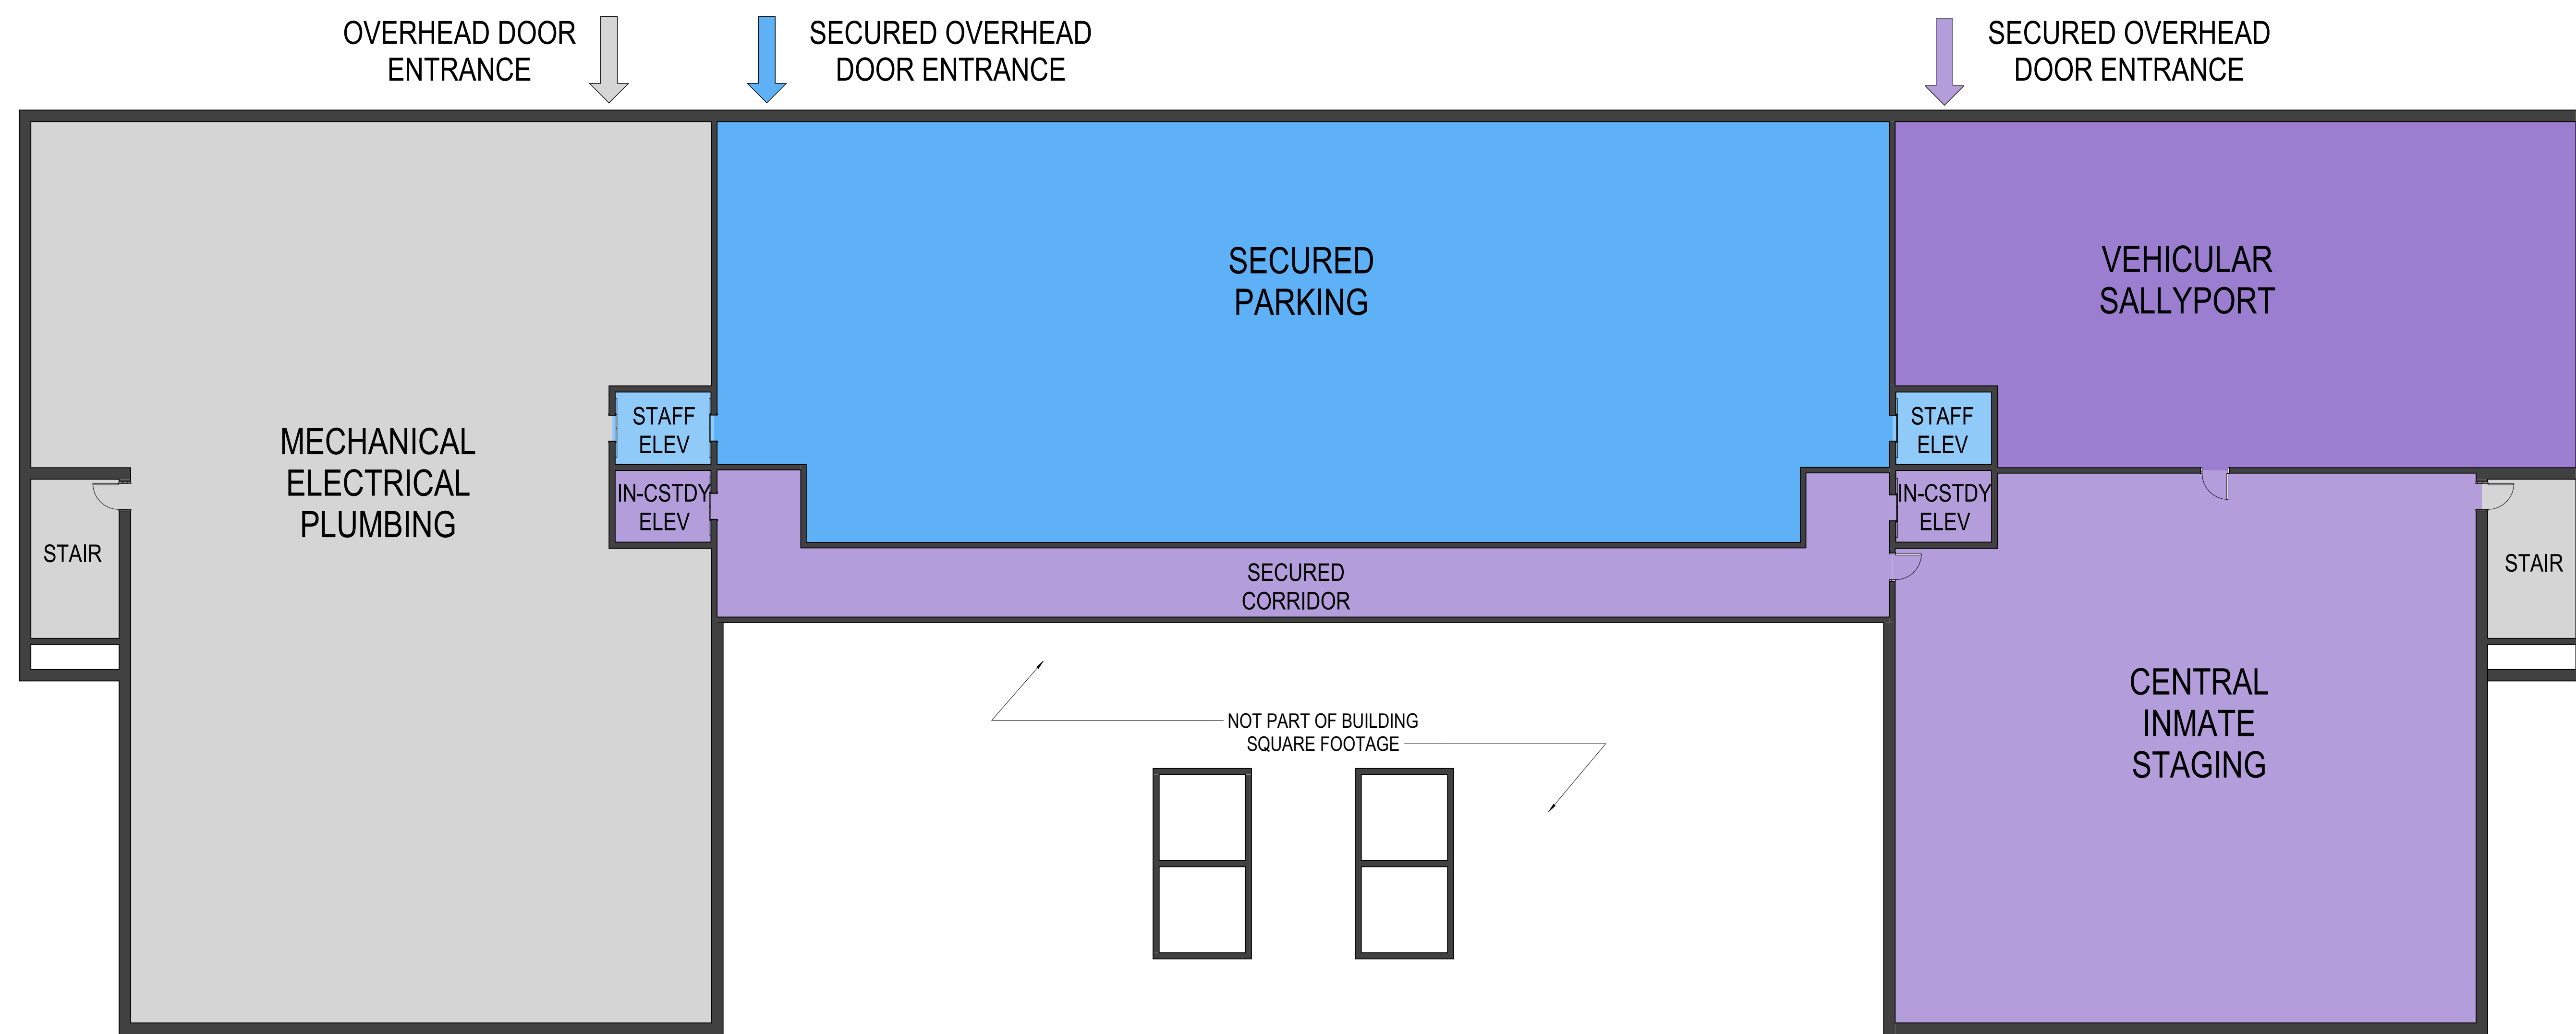 OVERHEAD DOOR
ENTRANCE
SECURED OVERHEAD
DOOR ENTRANCE
SECURED OVERHEAD
DOOR ENTRANCE
SECURED
PARKING
VEHICULAR
SALLYPORT
MECHANICAL
ELECTRICAL
PLUMBING
STAFF
ELEV
STAFF
ELEV
IN-CSTDY
ELEV
IN-CSTDY
ELEV
STAIR
STAIR
SECURED
CORRIDOR
CENTRAL
INMATE
STAGING
NOT PART OF BUILDING
SQUARE FOOTAGE